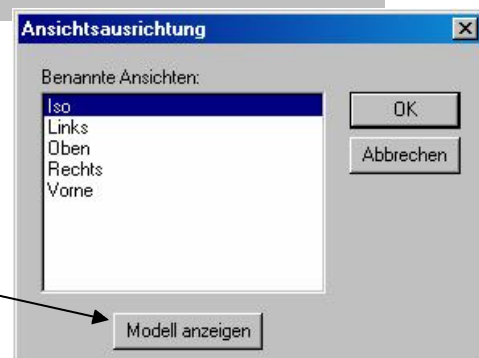 Ansichtsausrichtung
Benannte Ansichten:
Iso
Links
Oben
Rechts
Vorne
OK
Abbrechen
Modell anzeigen